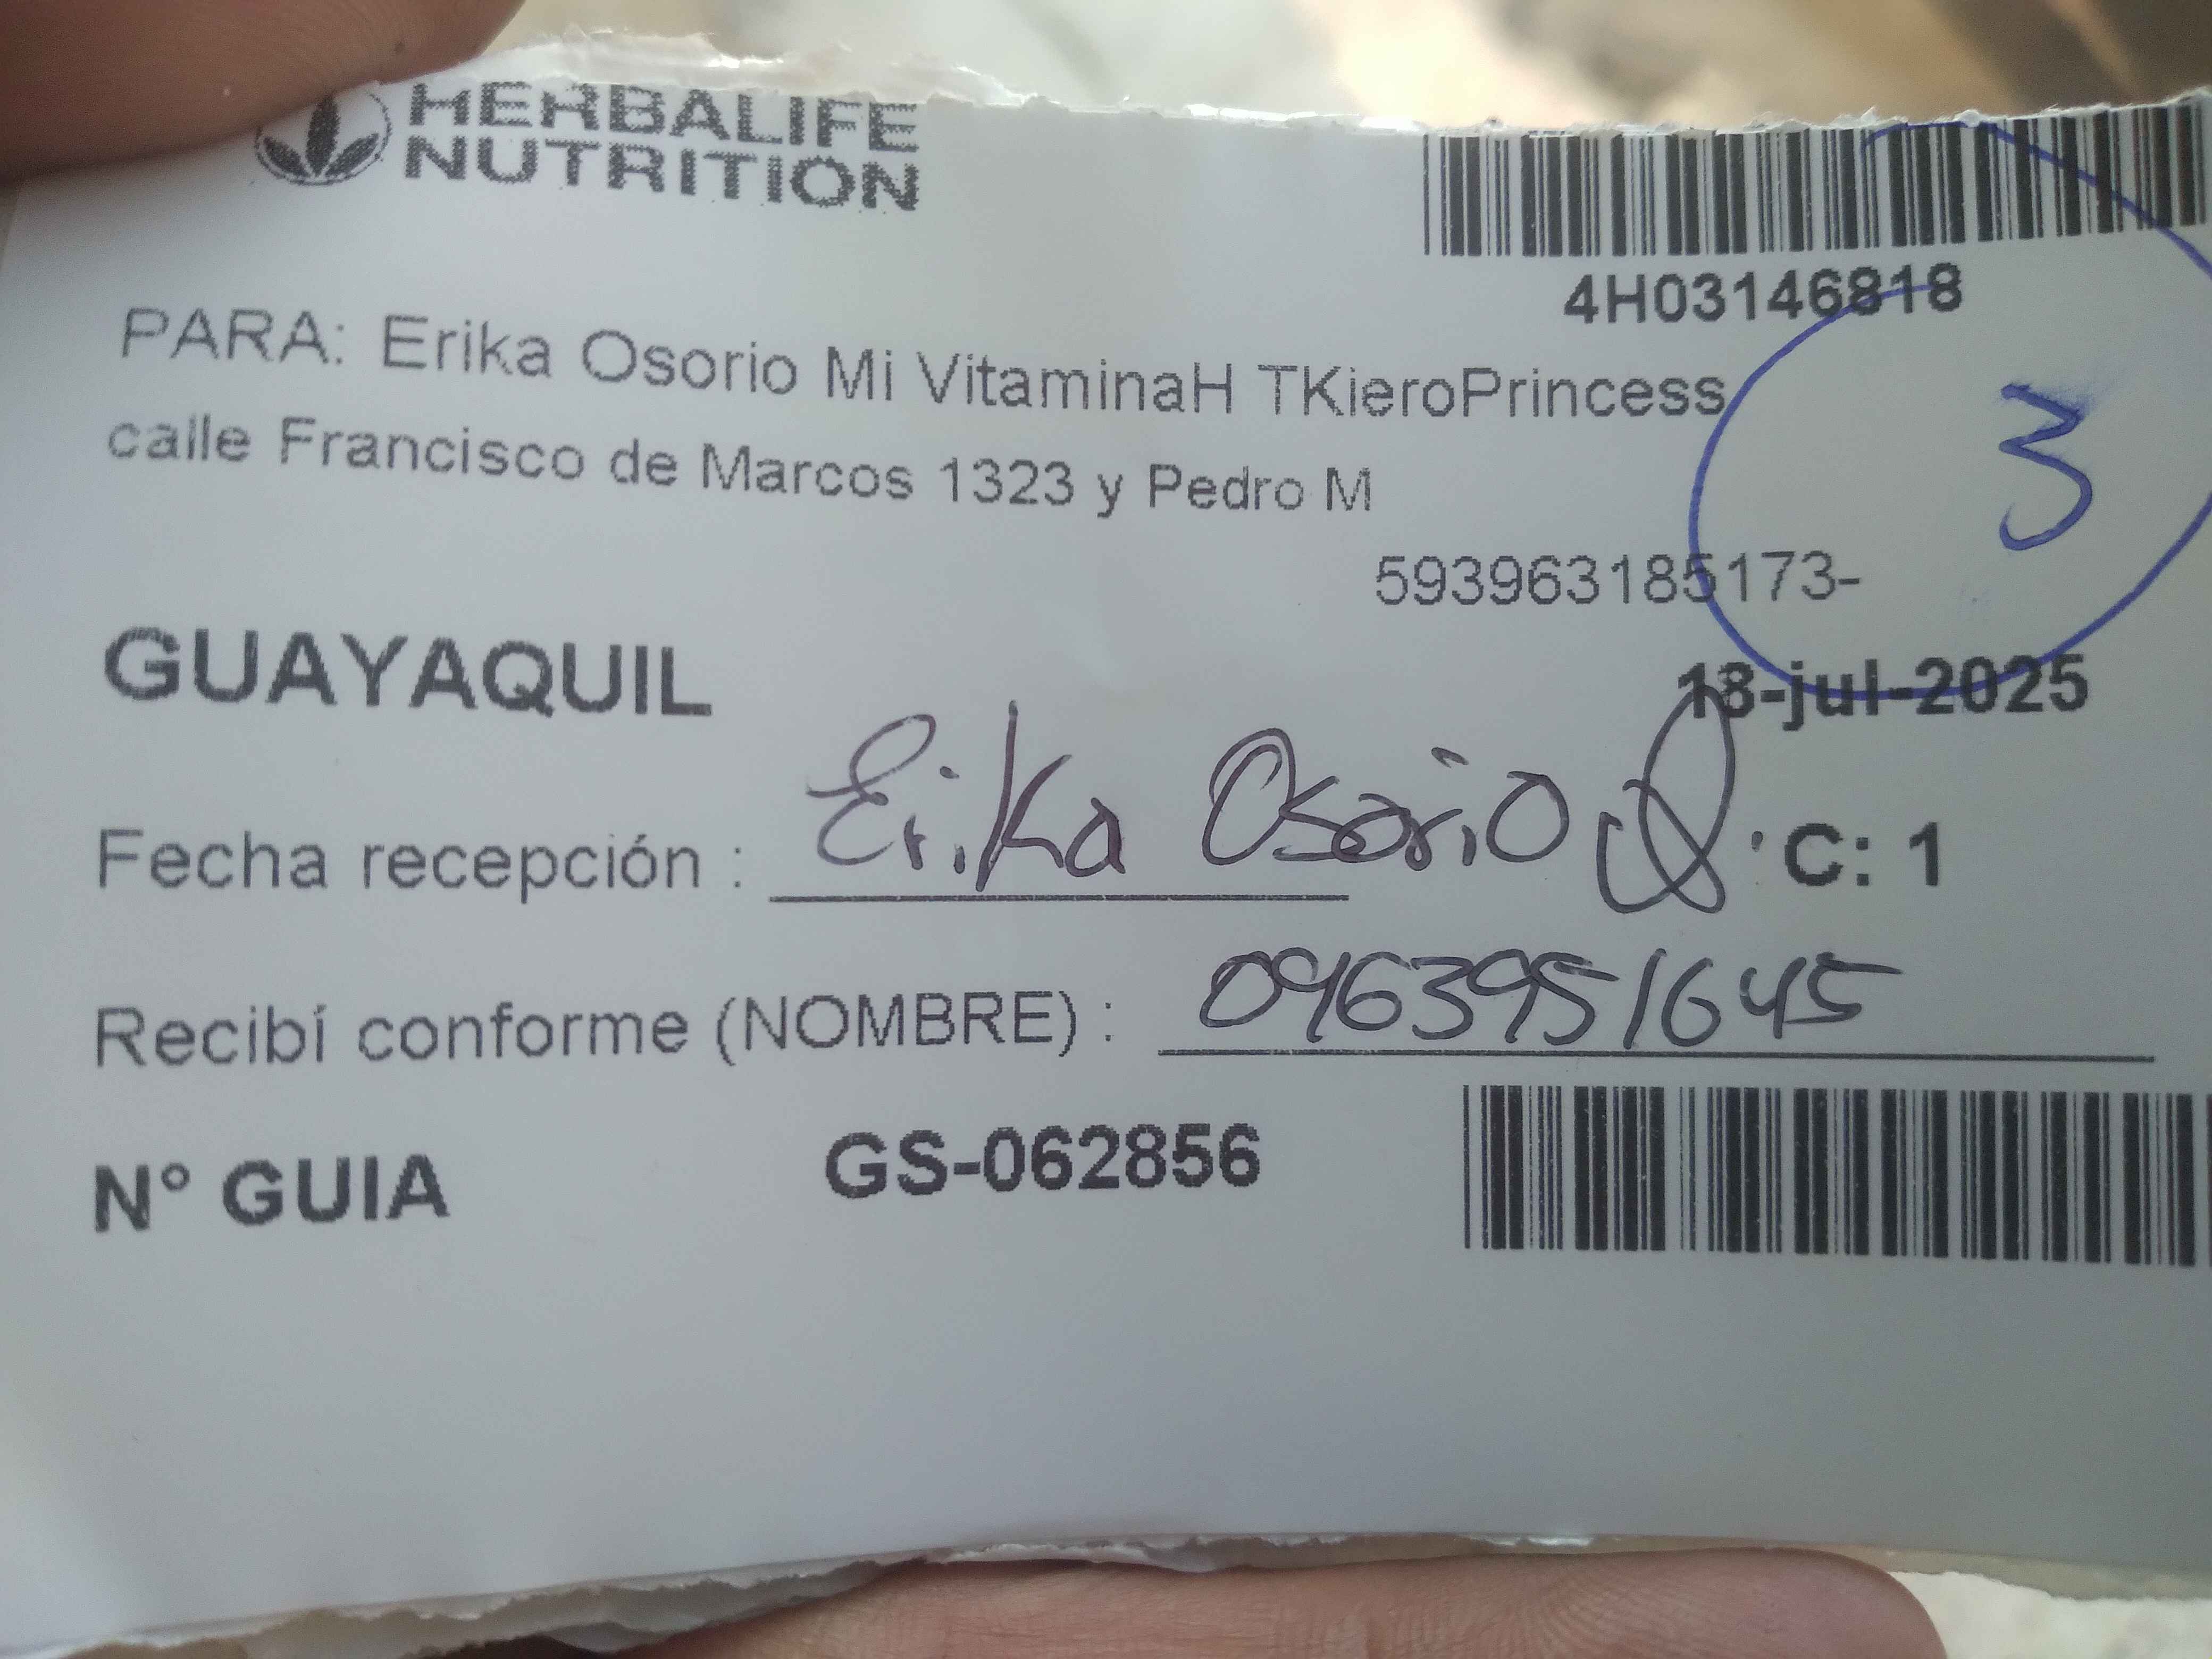 HERBALIFE
NUTRITION
4H03146818
PARA: Erika Osorio Mi VitaminaH TKieroPrincess
calle Francisco de Marcos 1323 y Pedro M
3
593963185173-
GUAYAQUIL
18-jul-2025
Fecha recepción : Erika Osorio C: 1
Recibí conforme (NOMBRE) : 0963951645
N° GUIA GS-062856